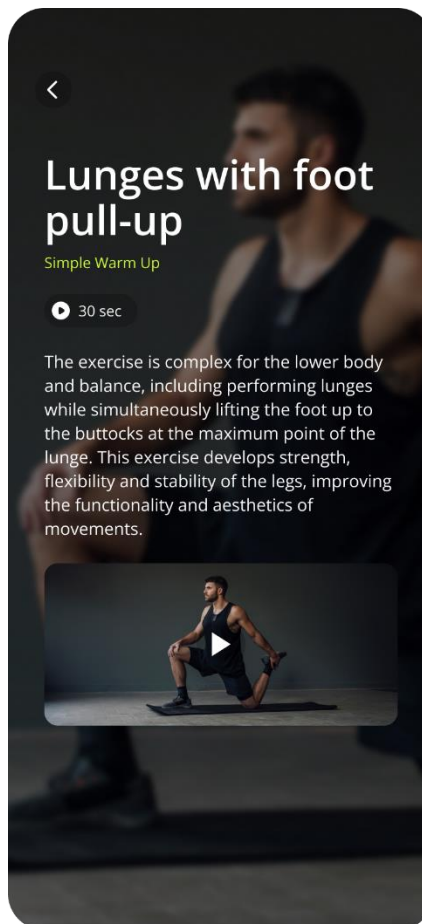 Lunges with foot
pull-up
Simple Warm Up
30 sec
The exercise is complex for the lower body
and balance, including performing lunges
while simultaneously lifting the foot up to
the buttocks at the maximum point of the
lunge. This exercise develops strength,
flexibility and stability of the legs, improving
the functionality and aesthetics of
movements.